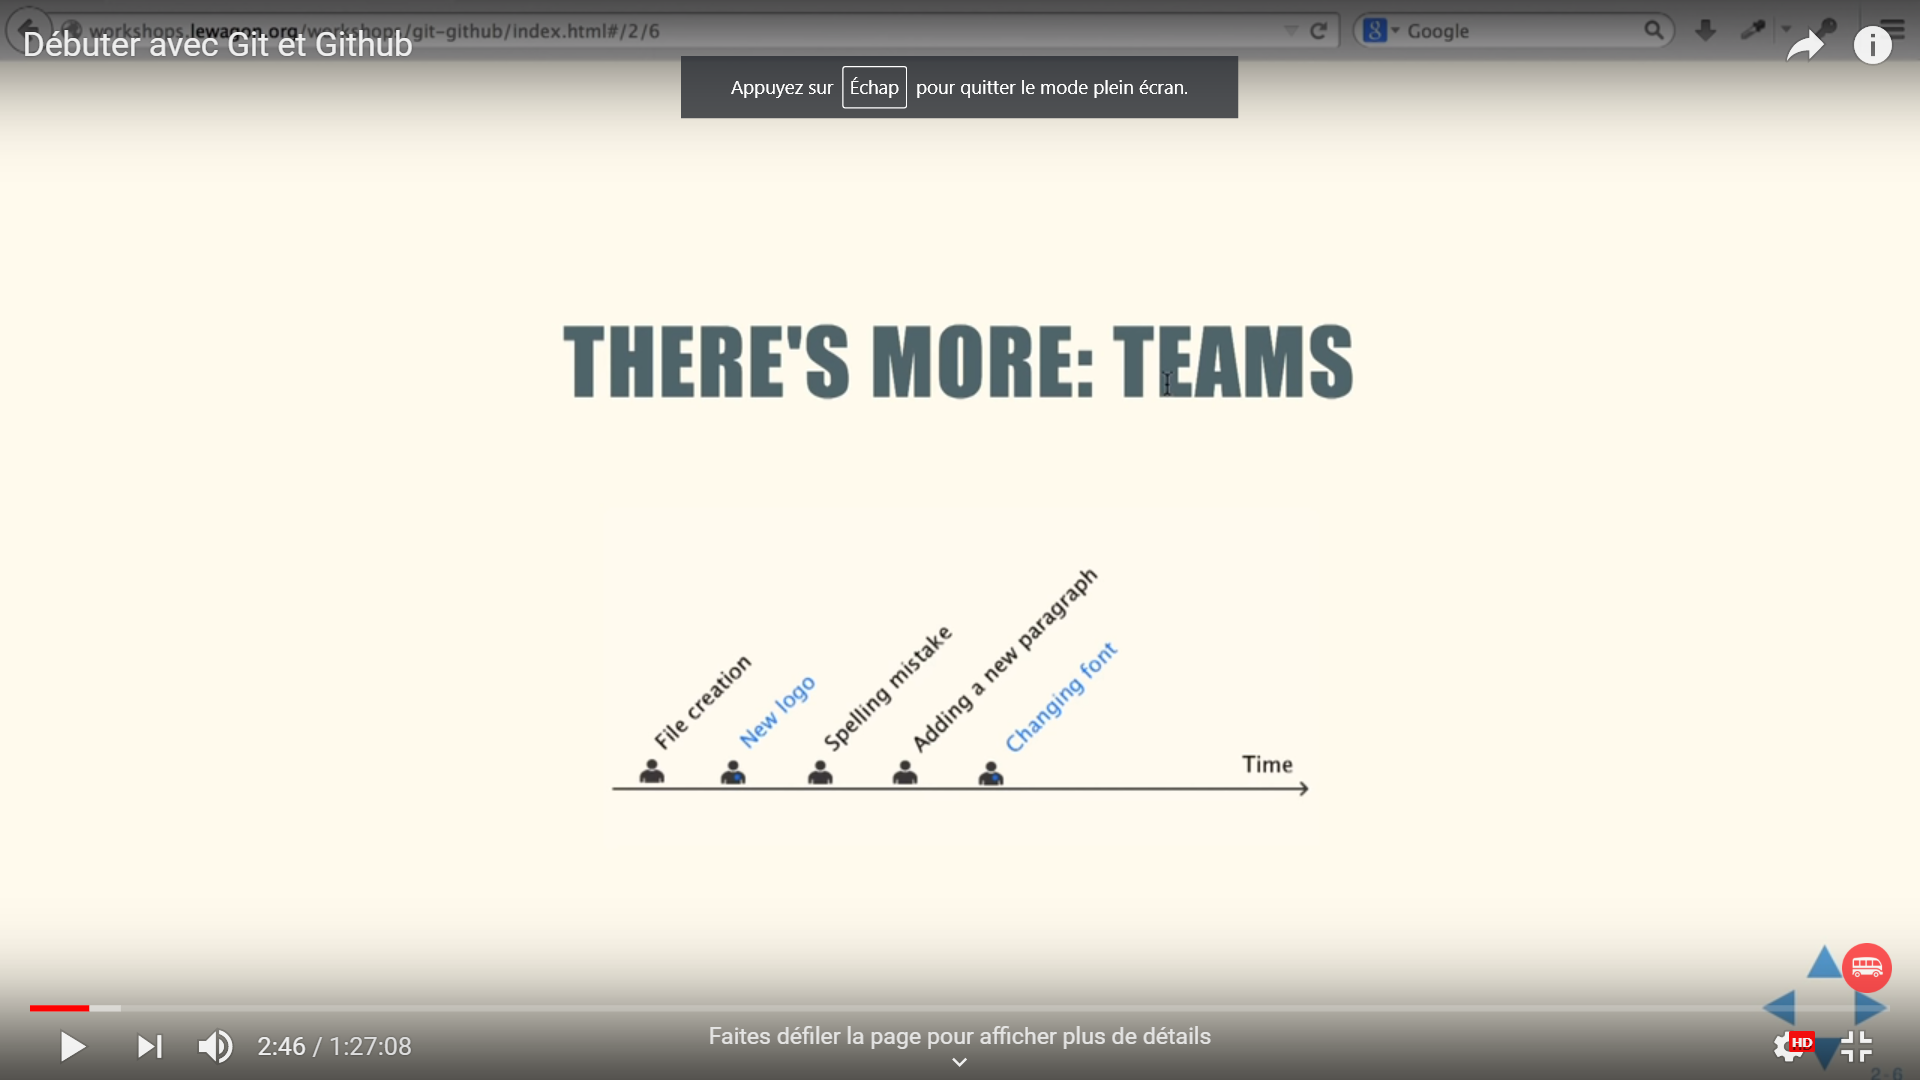 workshops.lewagon.org/workshops/git-github/index.html#/2/6
Google
Débuter avec Git et Github
Appuyez sur Échap pour quitter le mode plein écran.
THERE'S MORE: TEAMS
File creation
New logo
Spelling mistake
Adding a new paragraph
Changing font
Time
2:46 / 1:27:08
Faites défiler la page pour afficher plus de détails
HD
2-6